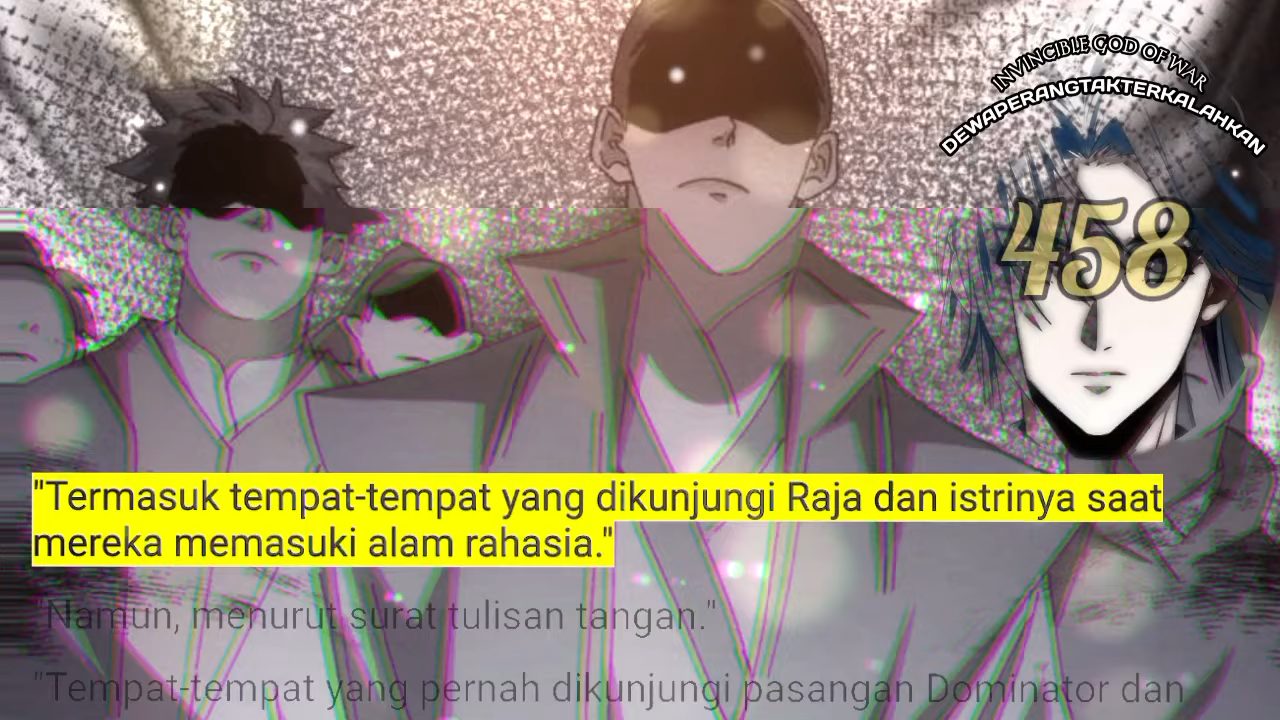 INVINCIBLE GOD OF WAR
DEWAPERANGTAKTERKALAHKAN
458
"Termasuk tempat-tempat yang dikunjungi Raja dan istrinya saat
mereka memasuki alam rahasia."
"Namun, menurut surat tulisan tangan."
"Tempat-tempat yang pernah dikunjungi pasangan Dominator dan